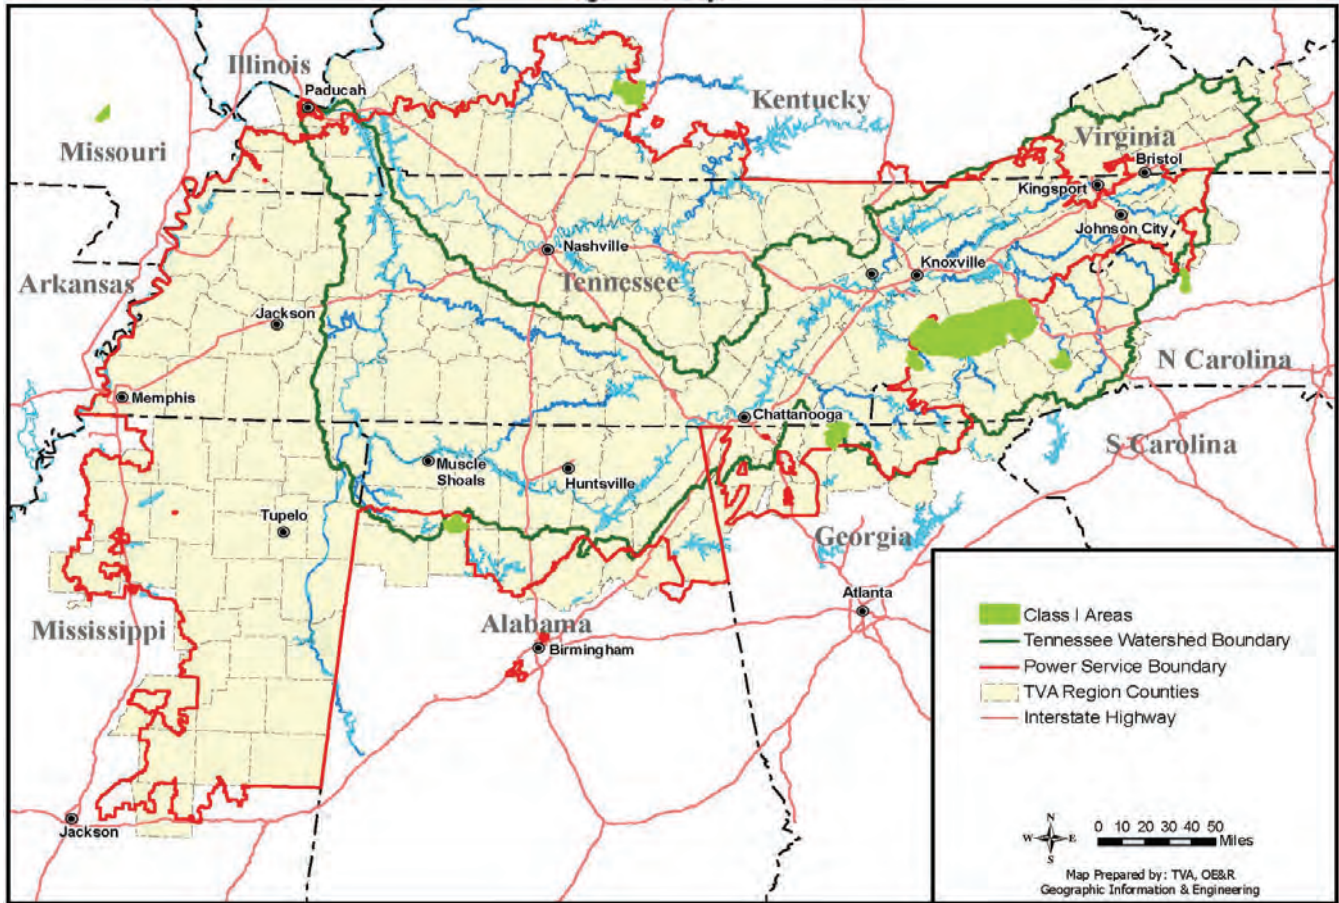 Illinois
Paducah
Kentucky
Missouri
Virginia
Bristol
Kingsport
Johnson City
Nashville
Knoxville
Tennessee
Arkansas
Jackson
N Carolina
Memphis
Chattanooga
S Carolina
Muscle
Shoals
Huntsville
Tupelo
Georgia
Atlanta
Mississippi
Alabama
Birmingham
Jackson
Class I Areas
Tennessee Watershed Boundary
Power Service Boundary
TVA Region Counties
Interstate Highway
N
W E
S
0 10 20 30 40 50
Miles
Map Prepared by: TVA, OE&R
Geographic Information & Engineering